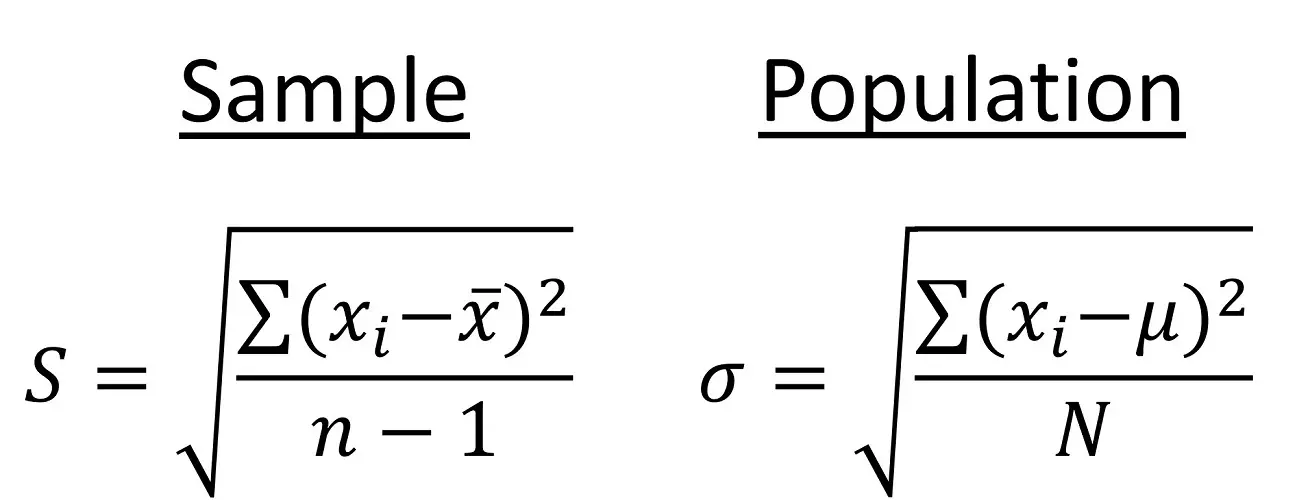 Sample Population
S = √(∑(xᵢ−x̄)² / (n − 1)) σ = √(∑(xᵢ−μ)² / N)